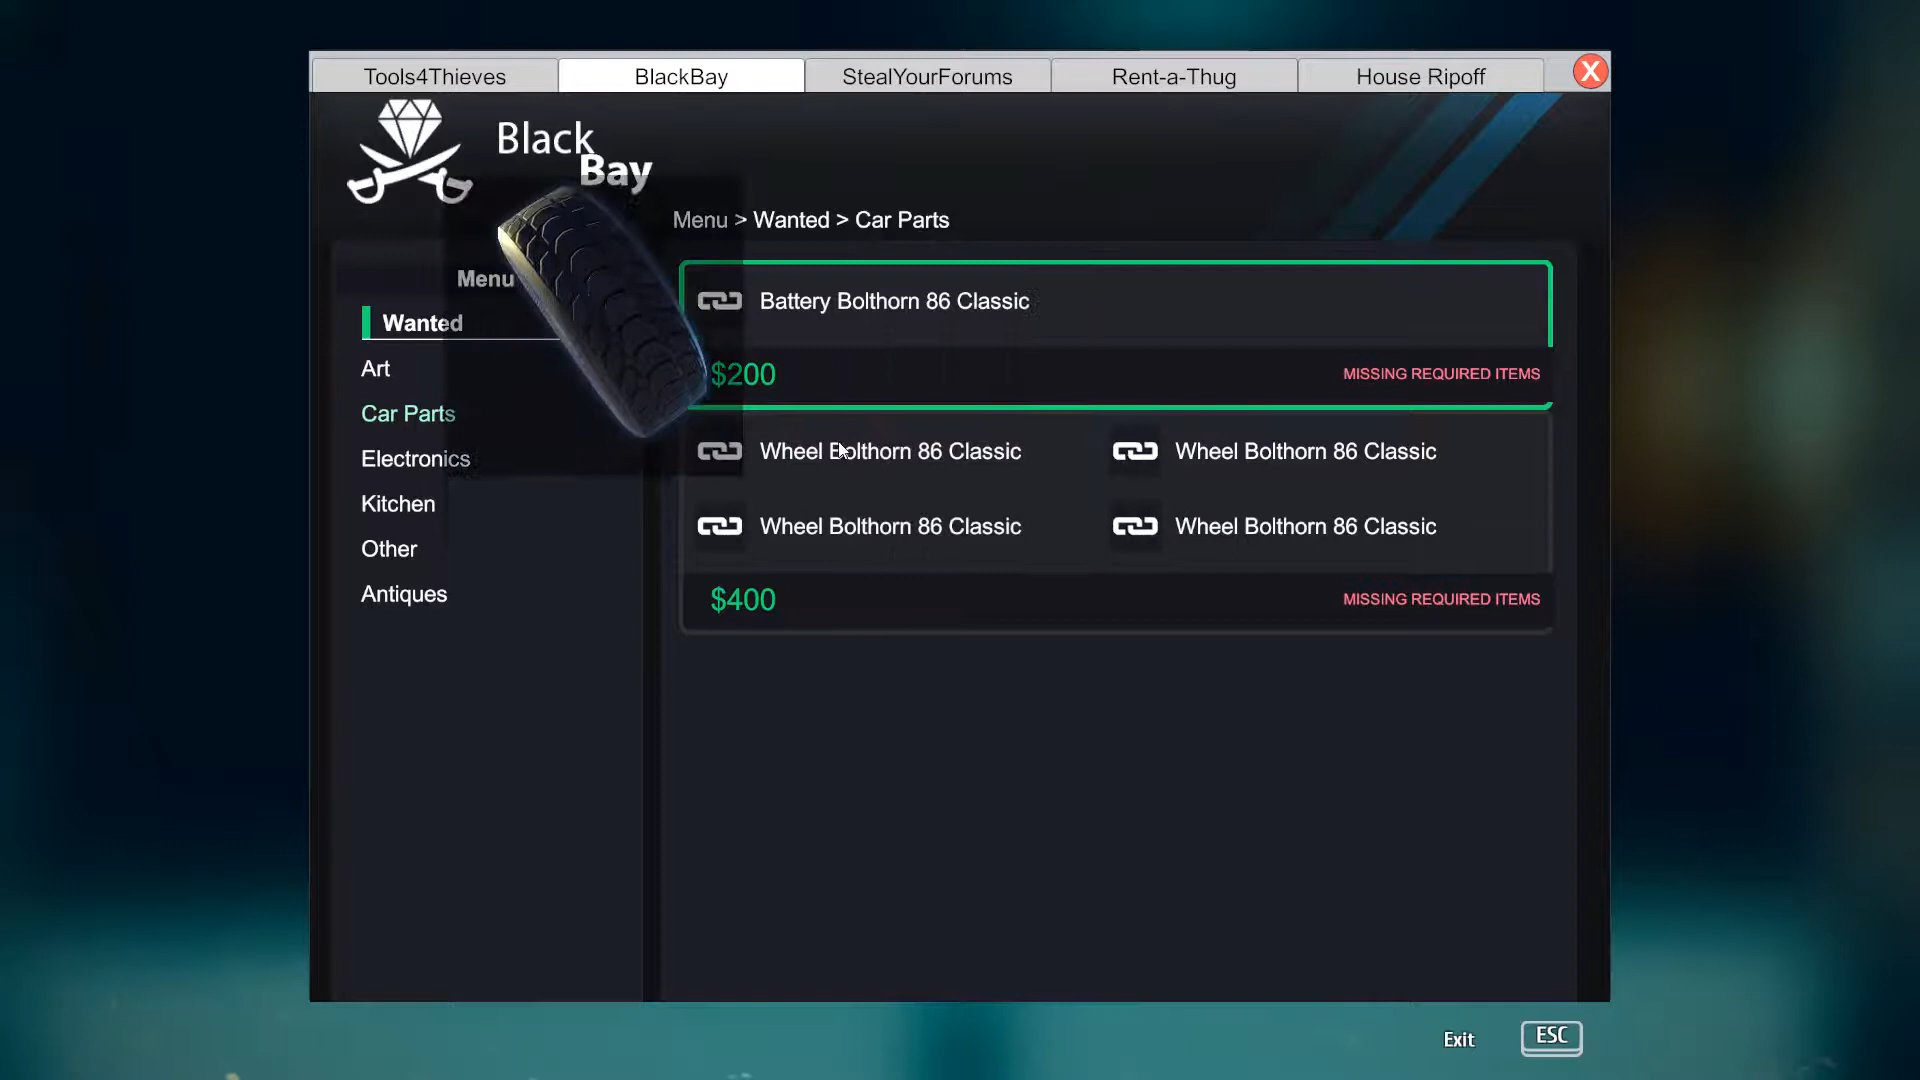 Tools4Thieves BlackBay StealYourForums Rent-a-Thug House Ripoff X
Black
Bay
Menu > Wanted > Car Parts
Menu
Wanted
Art
Car Parts
Electronics
Kitchen
Other
Antiques
Battery Bolthorn 86 Classic
$200 MISSING REQUIRED ITEMS
Wheel Bolthorn 86 Classic Wheel Bolthorn 86 Classic
Wheel Bolthorn 86 Classic Wheel Bolthorn 86 Classic
$400 MISSING REQUIRED ITEMS
Exit ESC